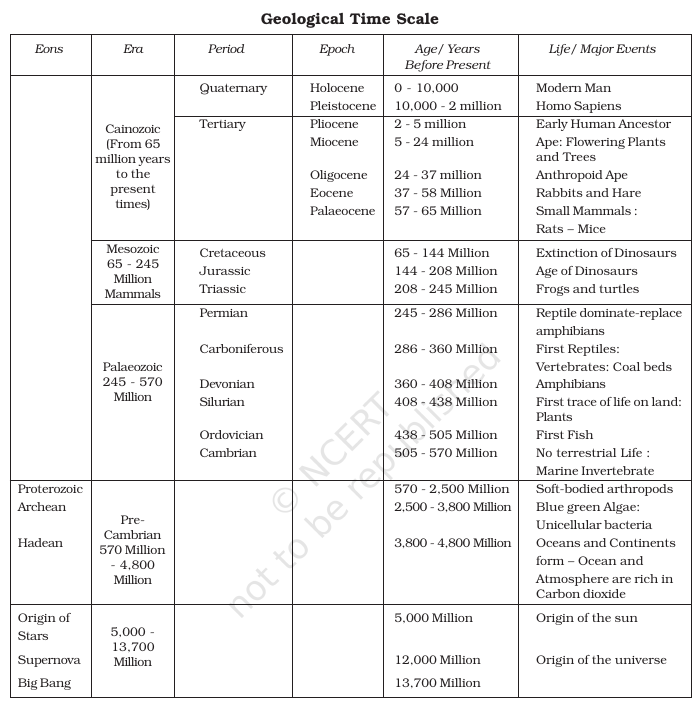 Geological Time Scale
Eons Era Period Epoch Age/ Years Before Present Life/ Major Events
Cainozoic
(From 65
million years
to the
present
times)
Quaternary Holocene 0 - 10,000 Modern Man
Pleistocene 10,000 - 2 million Homo Sapiens
Tertiary Pliocene 2 - 5 million Early Human Ancestor
Miocene 5 - 24 million Ape: Flowering Plants
and Trees
Oligocene 24 - 37 million Anthropoid Ape
Eocene 37 - 58 Million Rabbits and Hare
Palaeocene 57 - 65 Million Small Mammals :
Rats – Mice
Mesozoic
65 - 245
Million
Mammals
Cretaceous 65 - 144 Million Extinction of Dinosaurs
Jurassic 144 - 208 Million Age of Dinosaurs
Triassic 208 - 245 Million Frogs and turtles
Palaeozoic
245 - 570
Million
Permian 245 - 286 Million Reptile dominate-replace
amphibians
Carboniferous 286 - 360 Million First Reptiles:
Vertebrates: Coal beds
Devonian 360 - 408 Million Amphibians
Silurian 408 - 438 Million First trace of life on land:
Plants
Ordovician 438 - 505 Million First Fish
Cambrian 505 - 570 Million No terrestrial Life :
Marine Invertebrate
Pre-
Cambrian
570 Million
- 4,800
Million
Proterozoic 570 - 2,500 Million Soft-bodied arthropods
Archean 2,500 - 3,800 Million Blue green Algae:
Unicellular bacteria
Hadean 3,800 - 4,800 Million Oceans and Continents
form – Ocean and
Atmosphere are rich in
Carbon dioxide
5,000 -
13,700
Million
Origin of
Stars
5,000 Million Origin of the sun
Supernova 12,000 Million Origin of the universe
Big Bang 13,700 Million
© NCERT
not to be republished